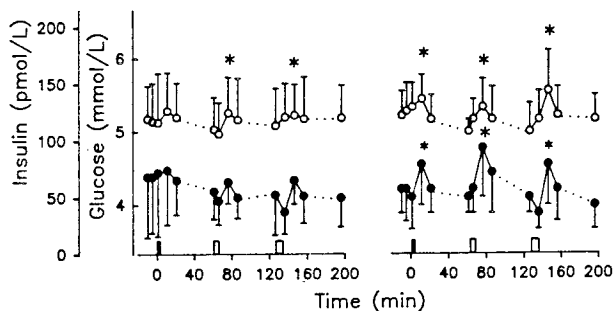 Insulin (pmol/L)
Glucose (mmol/L)
200
150
100
50
0
6
5
4
* * * * *
* *
*
0 40 80 120 160 200
0 40 80 120 160 200
Time (min)